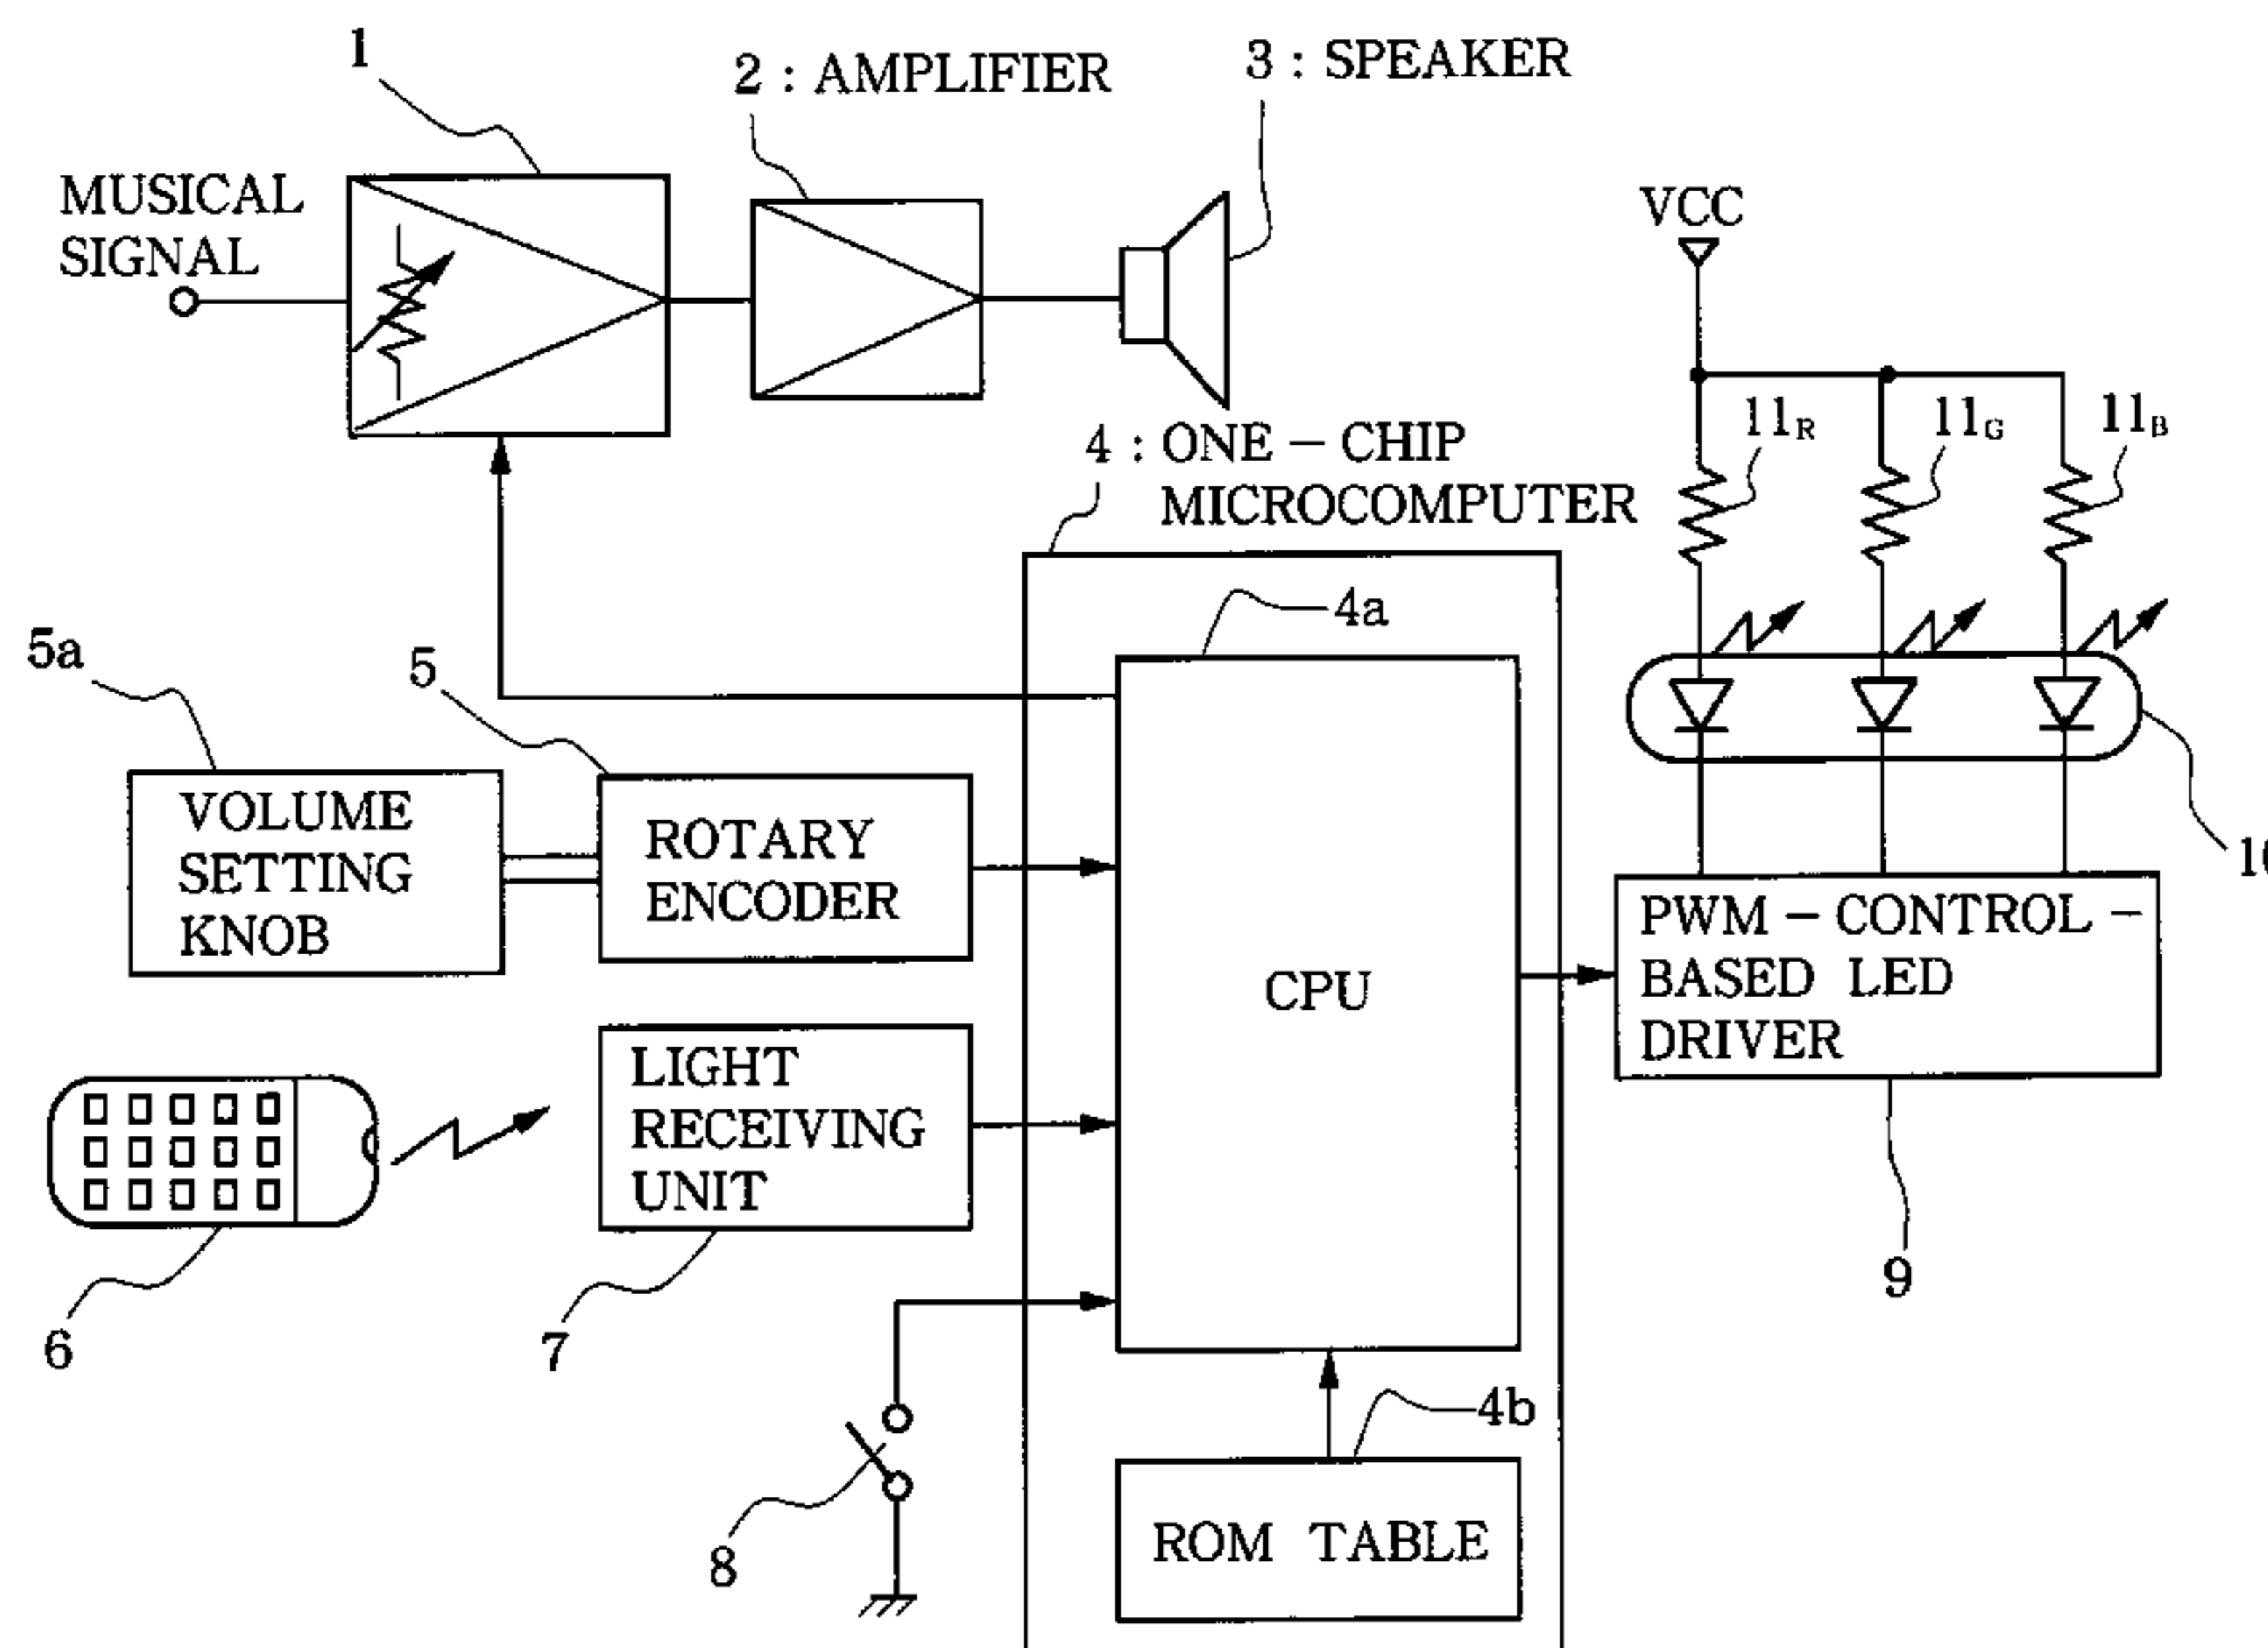 1
2 : AMPLIFIER
3 : SPEAKER
MUSICAL
SIGNAL
VCC
11R
11G
11B
4 : ONE – CHIP
MICROCOMPUTER
4a
5a
5
VOLUME
SETTING
KNOB
ROTARY
ENCODER
CPU
PWM – CONTROL –
BASED LED
DRIVER
LIGHT
RECEIVING
UNIT
6
7
8
9
4b
ROM TABLE